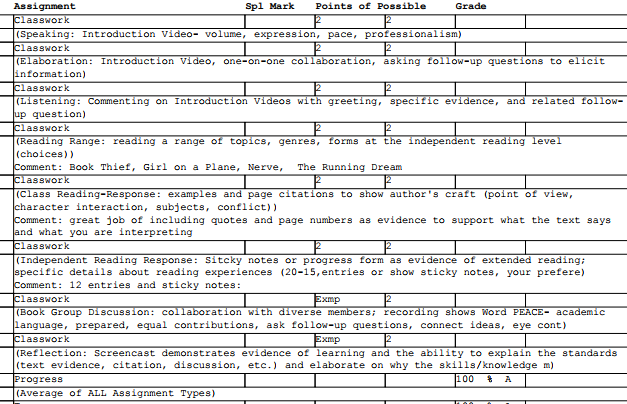 Assignment Spl Mark Points of Possible Grade
Classwork 2 2
(Speaking: Introduction Video- volume, expression, pace, professionalism)
Classwork 2 2
(Elaboration: Introduction Video, one-on-one collaboration, asking follow-up questions to elicit
information)
Classwork 2 2
(Listening: Commenting on Introduction Videos with greeting, specific evidence, and related follow-
up question)
Classwork 2 2
(Reading Range: reading a range of topics, genres, forms at the independent reading level
(choices))
Comment: Book Thief, Girl on a Plane, Nerve, The Running Dream
Classwork 2 2
(Class Reading-Response: examples and page citations to show author's craft (point of view,
character interaction, subjects, conflict))
Comment: great job of including quotes and page numbers as evidence to support what the text says
and what you are interpreting
Classwork 2 2
(Independent Reading Response: Sitcky notes or progress form as evidence of extended reading;
specific details about reading experiences (20-15,entries or show sticky notes, your prefere)
Comment: 12 entries and sticky notes:
Classwork Exmp 2
(Book Group Discussion: collaboration with diverse members; recording shows Word PEACE- academic
language, prepared, equal contributions, ask follow-up questions, connect ideas, eye cont)
Classwork Exmp 2
(Reflection: Screencast demonstrates evidence of learning and the ability to explain the standards
(text evidence, citation, discussion, etc.) and elaborate on why the skills/knowledge m)
Progress 100 % A
(Average of ALL Assignment Types)